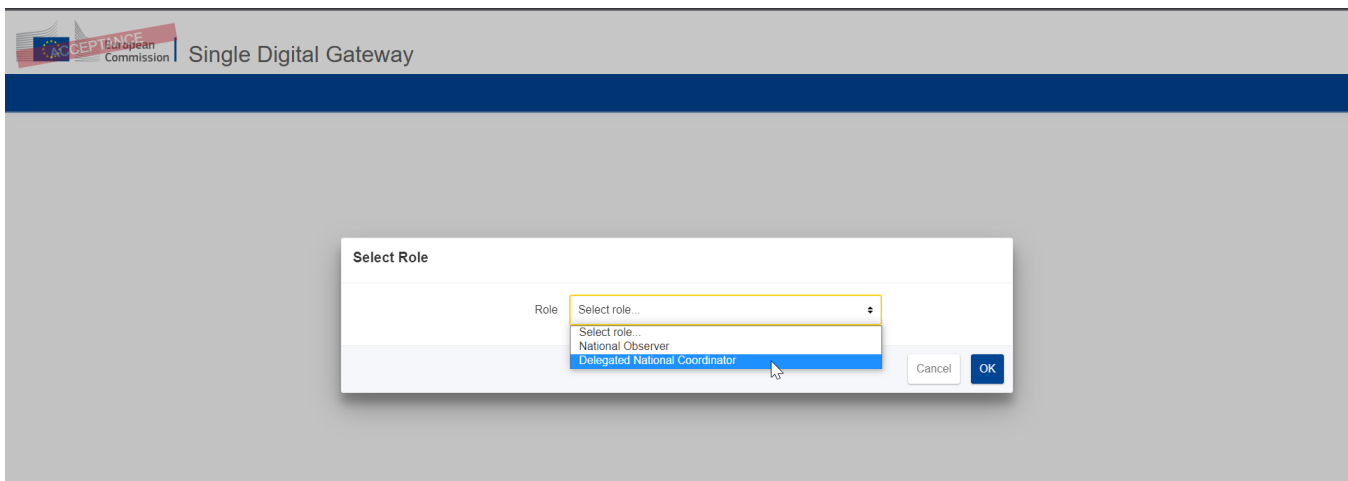 ACCEPTANCE
European
Commission
Single Digital Gateway
Select Role
Role
Select role...
Select role...
National Observer
Delegated National Coordinator
Cancel
OK